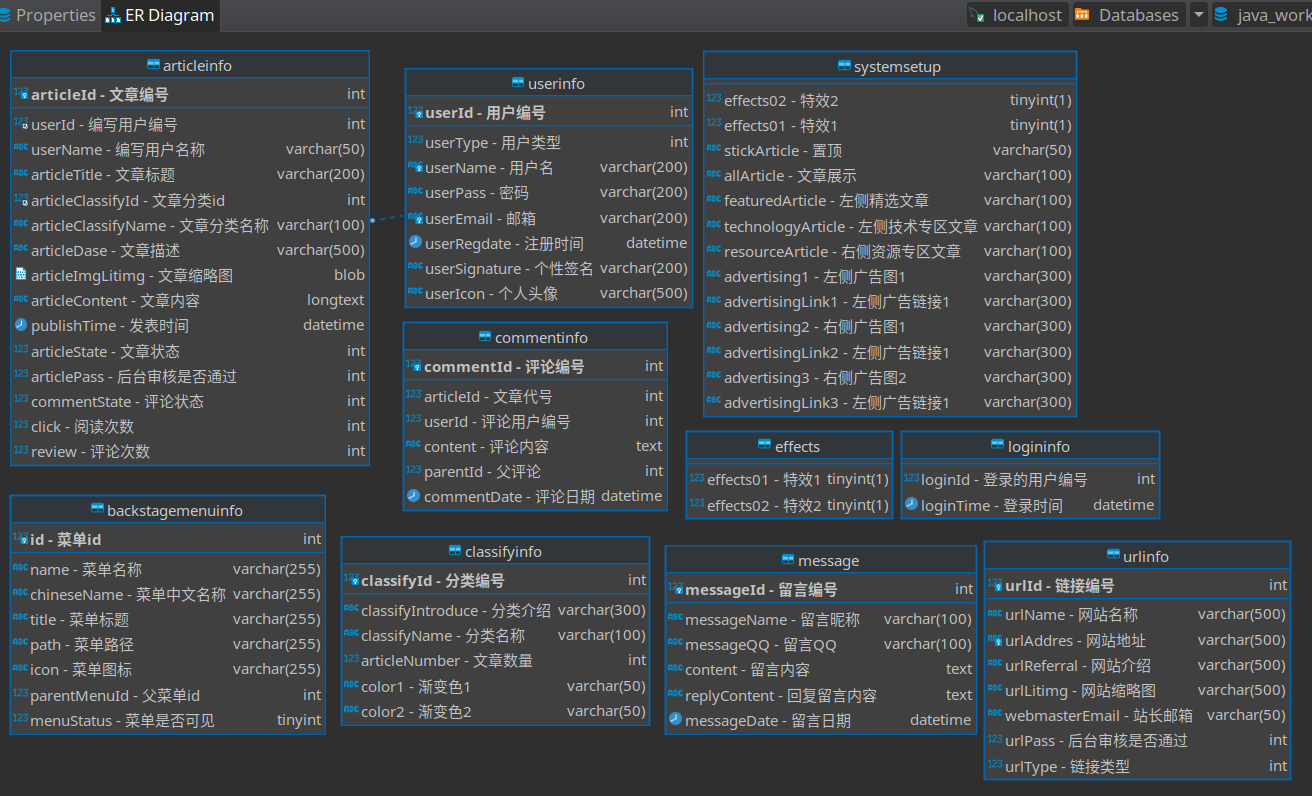 Properties ER Diagram localhost Databases java_work
articleinfo
articleId - 文章编号 int
userId - 编写用户编号 int
userName - 编写用户名称 varchar(50)
articleTitle - 文章标题 varchar(200)
articleClassifyId - 文章分类id int
articleClassifyName - 文章分类名称 varchar(100)
articleDase - 文章描述 varchar(500)
articleImgLitimg - 文章缩略图 blob
articleContent - 文章内容 longtext
publishTime - 发表时间 datetime
articleState - 文章状态 int
articlePass - 后台审核是否通过 int
commentState - 评论状态 int
click - 阅读次数 int
review - 评论次数 int
userinfo
userId - 用户编号 int
userType - 用户类型 int
userName - 用户名 varchar(200)
userPass - 密码 varchar(200)
userEmail - 邮箱 varchar(200)
userRegdate - 注册时间 datetime
userSignature - 个性签名 varchar(200)
userIcon - 个人头像 varchar(500)
systemsetup
effects02 - 特效2 tinyint(1)
effects01 - 特效1 tinyint(1)
stickArticle - 置顶 varchar(50)
allArticle - 文章展示 varchar(100)
featuredArticle - 左侧精选文章 varchar(100)
technologyArticle - 左侧技术专区文章 varchar(100)
resourceArticle - 右侧资源专区文章 varchar(100)
advertising1 - 左侧广告图1 varchar(300)
advertisingLink1 - 左侧广告链接1 varchar(300)
advertising2 - 右侧广告图1 varchar(300)
advertisingLink2 - 左侧广告链接1 varchar(300)
advertising3 - 右侧广告图2 varchar(300)
advertisingLink3 - 左侧广告链接1 varchar(300)
commentinfo
commentId - 评论编号 int
articleId - 文章代号 int
userId - 评论用户编号 int
content - 评论内容 text
parentId - 父评论 int
commentDate - 评论日期 datetime
effects
effects01 - 特效1 tinyint(1)
effects02 - 特效2 tinyint(1)
logininfo
loginId - 登录的用户编号 int
loginTime - 登录时间 datetime
backstagemenuinfo
id - 菜单id int
name - 菜单名称 varchar(255)
chineseName - 菜单中文名称 varchar(255)
title - 菜单标题 varchar(255)
path - 菜单路径 varchar(255)
icon - 菜单图标 varchar(255)
parentMenuId - 父菜单id int
menuStatus - 菜单是否可见 tinyint
classifyinfo
classifyId - 分类编号 int
classifyIntroduce - 分类介绍 varchar(300)
classifyName - 分类名称 varchar(100)
articleNumber - 文章数量 int
color1 - 渐变色1 varchar(50)
color2 - 渐变色2 varchar(50)
message
messageId - 留言编号 int
messageName - 留言昵称 varchar(100)
messageQQ - 留言QQ varchar(100)
content - 留言内容 text
replyContent - 回复留言内容 text
messageDate - 留言日期 datetime
urlinfo
urlId - 链接编号 int
urlName - 网站名称 varchar(500)
urlAddres - 网站地址 varchar(500)
urlReferral - 网站介绍 varchar(500)
urlLitimg - 网站缩略图 varchar(500)
webmasterEmail - 站长邮箱 varchar(50)
urlPass - 后台审核是否通过 int
urlType - 链接类型 int